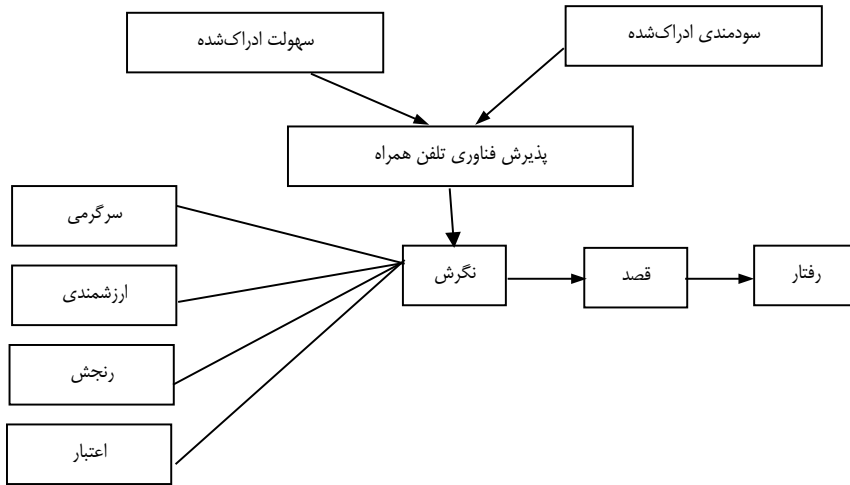 سودمندی ادراک‌شده
سهولت ادراک‌شده
پذیرش فناوری تلفن همراه
سرگرمی
ارزشمندی
رنجش
اعتبار
نگرش
قصد
رفتار